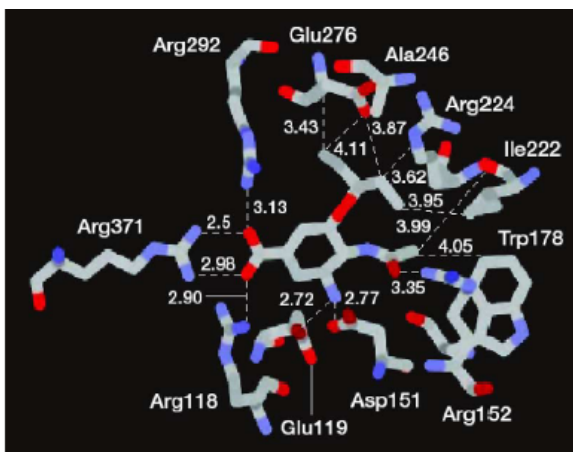 Glu276
Arg292
Ala246
Arg224
3.43
3.87
4.11
Ile222
3.62
3.95
3.13
3.99
Arg371
2.5
4.05
Trp178
2.98
3.35
2.90
2.72
2.77
Arg118
Glu119
Asp151
Arg152